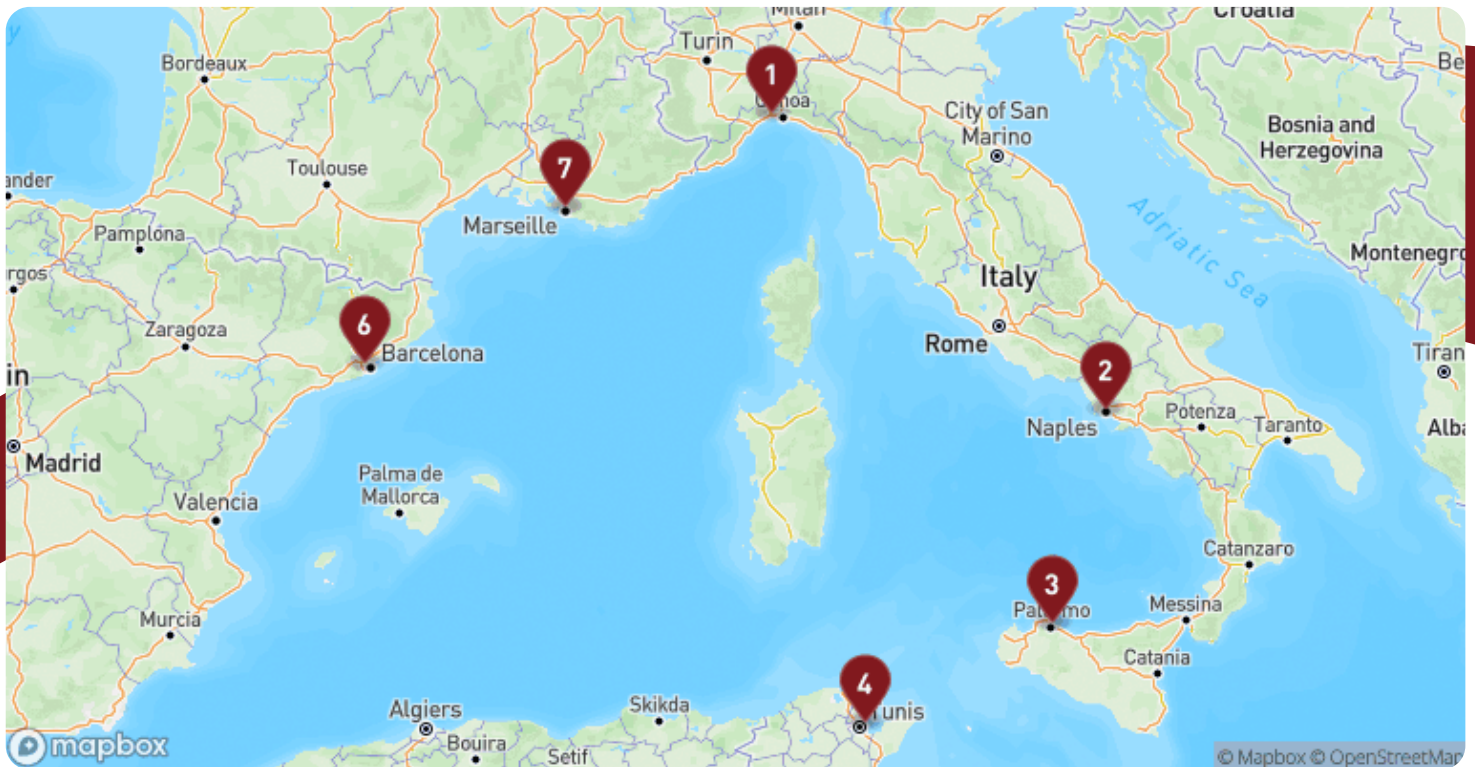 Milan
Croatia
Turin
Bordeaux
1
Be
Genoa
City of San
Marino
Bosnia and
Herzegovina
7
Toulouse
ander
Marseille
Pamplona
Adriatic Sea
Montenegro
rgos
Italy
6
Zaragoza
Barcelona
Rome
Tiran
in
2
Potenza
Taranto
Naples
Alba
Madrid
Palma de
Mallorca
Valencia
Catanzaro
3
Palermo
Messina
Murcia
Catania
4
Tunis
Algiers
Skikda
Bouira
Setif
mapbox
© Mapbox © OpenStreetMap
y